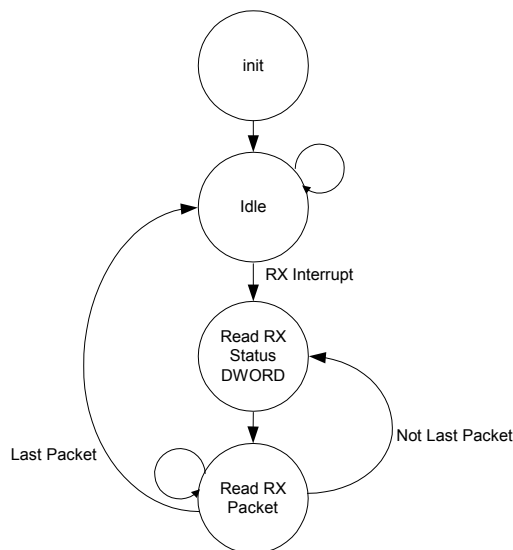 init
Idle
RX Interrupt
Read RX
Status
DWORD
Not Last Packet
Last Packet
Read RX
Packet